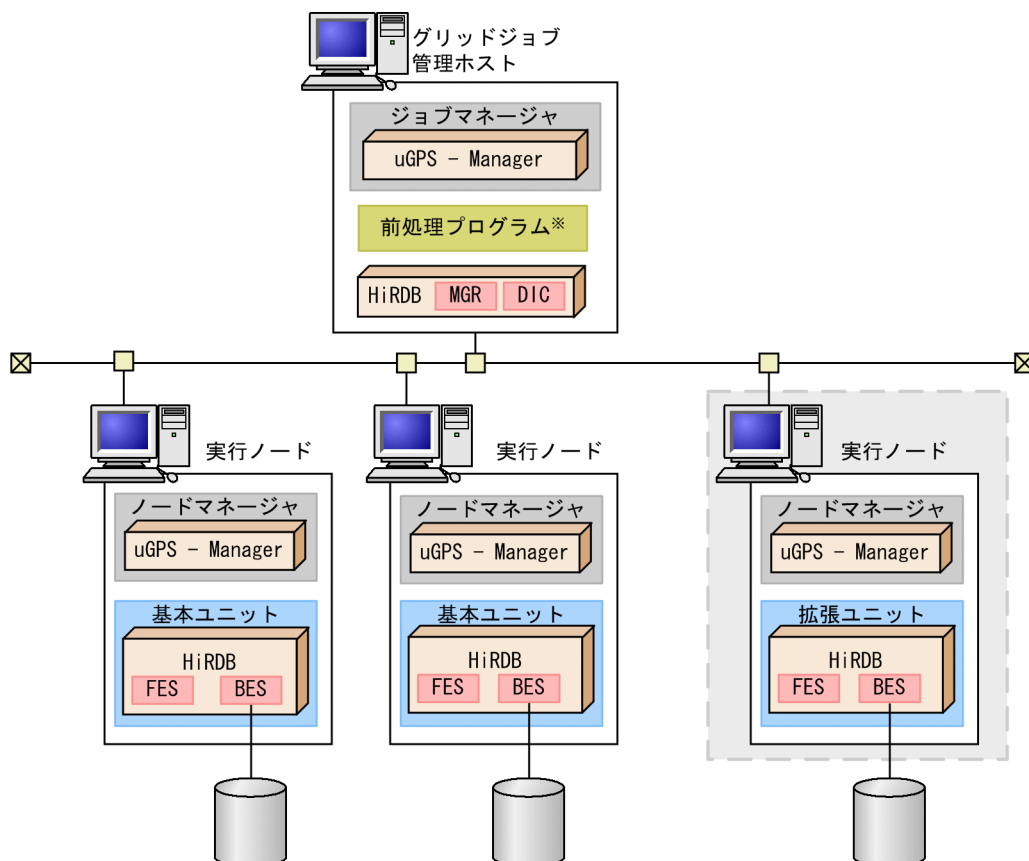 グリッドジョブ
管理ホスト
ジョブマネージャ
uGPS － Manager
前処理プログラム※
HiRDB
MGR
DIC
実行ノード
ノードマネージャ
uGPS － Manager
基本ユニット
HiRDB
FES
BES
実行ノード
ノードマネージャ
uGPS － Manager
基本ユニット
HiRDB
FES
BES
実行ノード
ノードマネージャ
uGPS － Manager
拡張ユニット
HiRDB
FES
BES